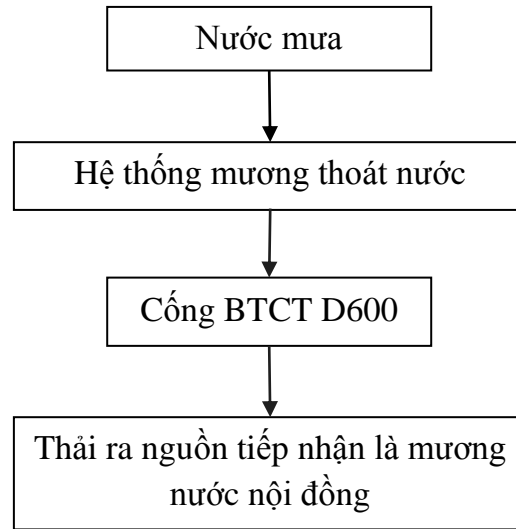 Nước mưa
Hệ thống mương thoát nước
Cống BTCT D600
Thải ra nguồn tiếp nhận là mương
nước nội đồng